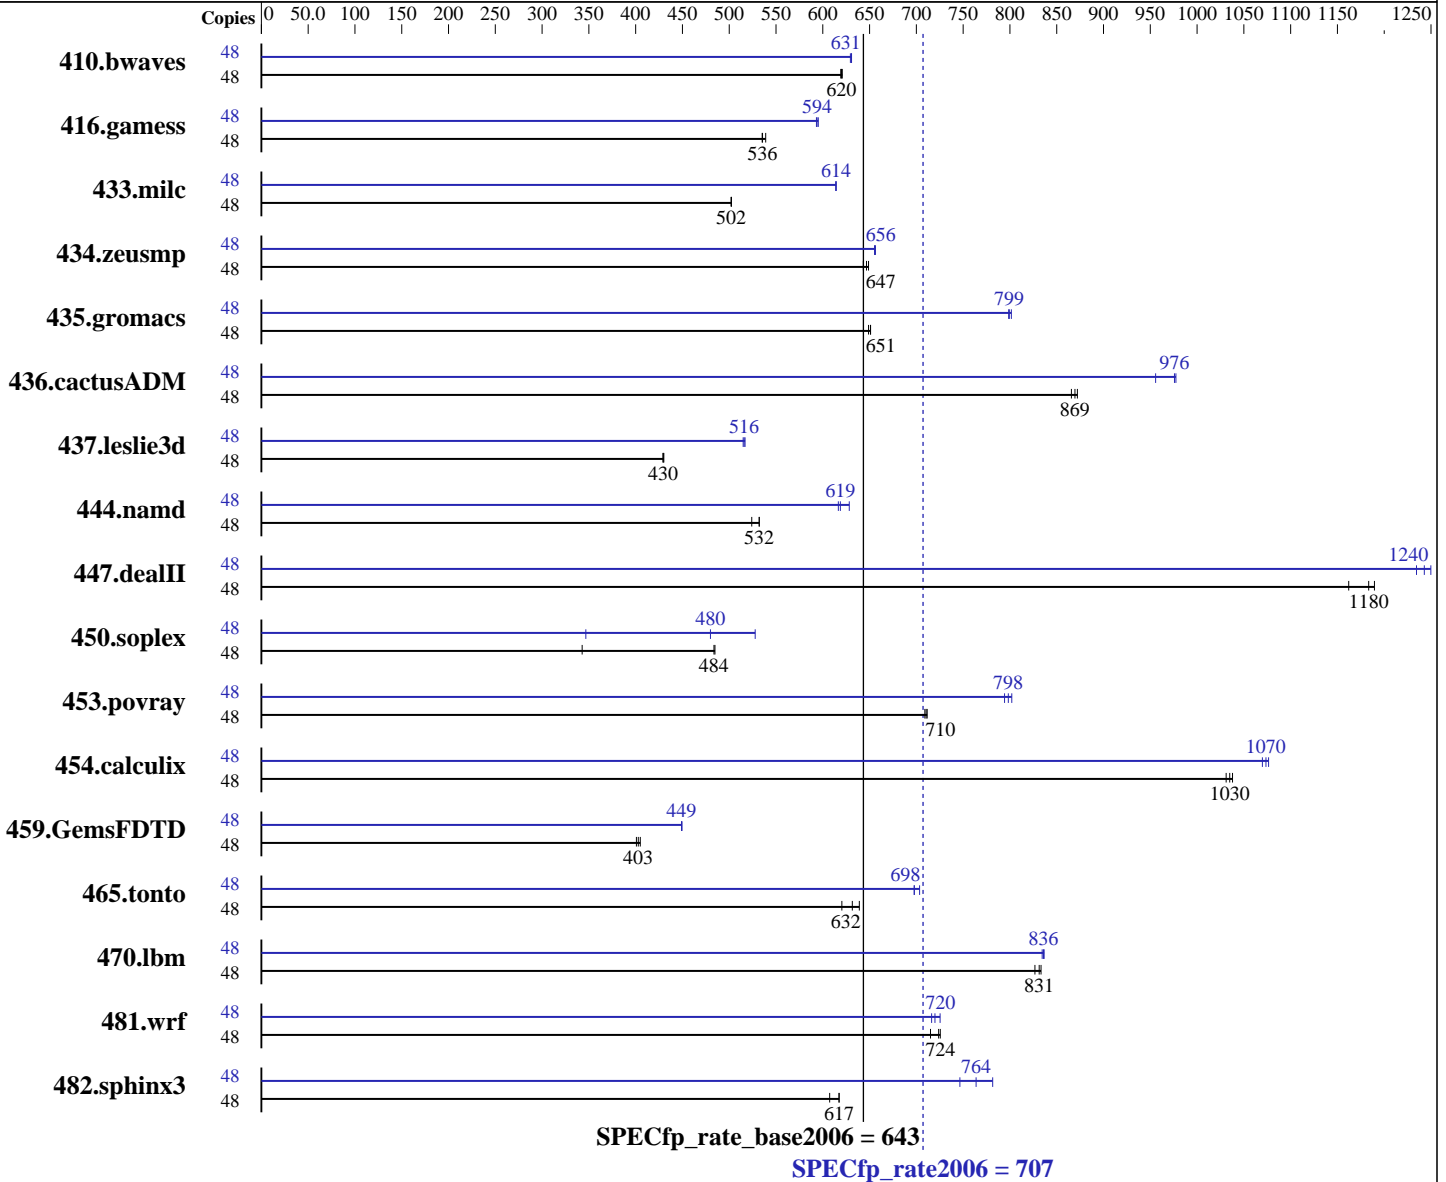 Copies 0 50.0 100 150 200 250 300 350 400 450 500 550 600 650 700 750 800 850 900 950 1000 1050 1100 1150 1250
410.bwaves 48 631
48 620
416.gamess 48 594
48 536
433.milc 48 614
48 502
434.zeusmp 48 656
48 647
435.gromacs 48 799
48 651
436.cactusADM 48 976
48 869
437.leslie3d 48 516
48 430
444.namd 48 619
48 532
447.dealII 48 1240
48 1180
450.soplex 48 480
48 484
453.povray 48 798
48 710
454.calculix 48 1070
48 1030
459.GemsFDTD 48 449
48 403
465.tonto 48 698
48 632
470.lbm 48 836
48 831
481.wrf 48 720
48 724
482.sphinx3 48 764
48 617
SPECfp_rate_base2006 = 643
SPECfp_rate2006 = 707